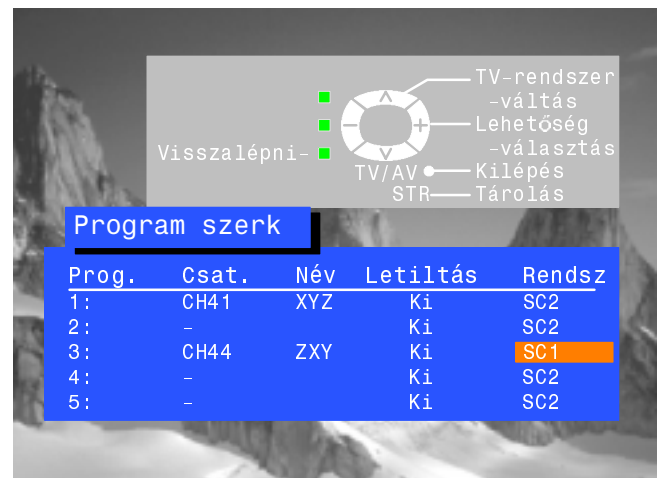 TV-rendszer
-váltás
Lehetőség
-választás
Visszalépni-
TV/AV Kilépés
STR Tárolás
Program szerk
Prog. Csat. Név Letiltás Rendsz
1: CH41 XYZ Ki SC2
2: - Ki SC2
3: CH44 ZXY Ki SC1
4: - Ki SC2
5: - Ki SC2